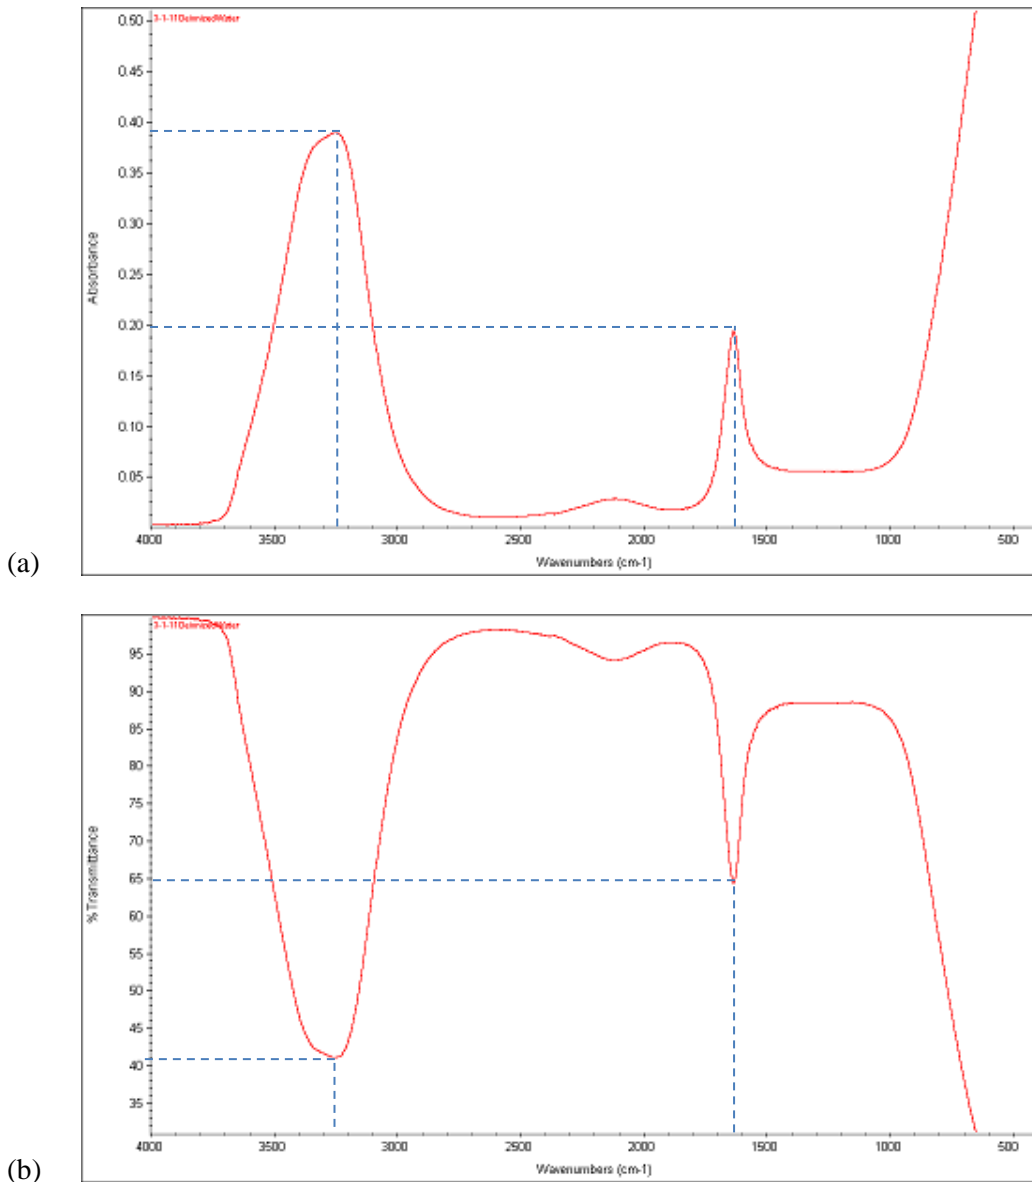 3-1-11DeionizedWater
0.50
0.45
0.40
0.35
0.30
0.25
0.20
0.15
0.10
0.05
Absorbance
4000 3500 3000 2500 2000 1500 1000 500
Wavenumbers (cm-1)
(a)
3-1-11DeionizedWater
95
90
85
80
75
70
65
60
55
50
45
40
35
% Transmittance
4000 3500 3000 2500 2000 1500 1000 500
Wavenumbers (cm-1)
(b)